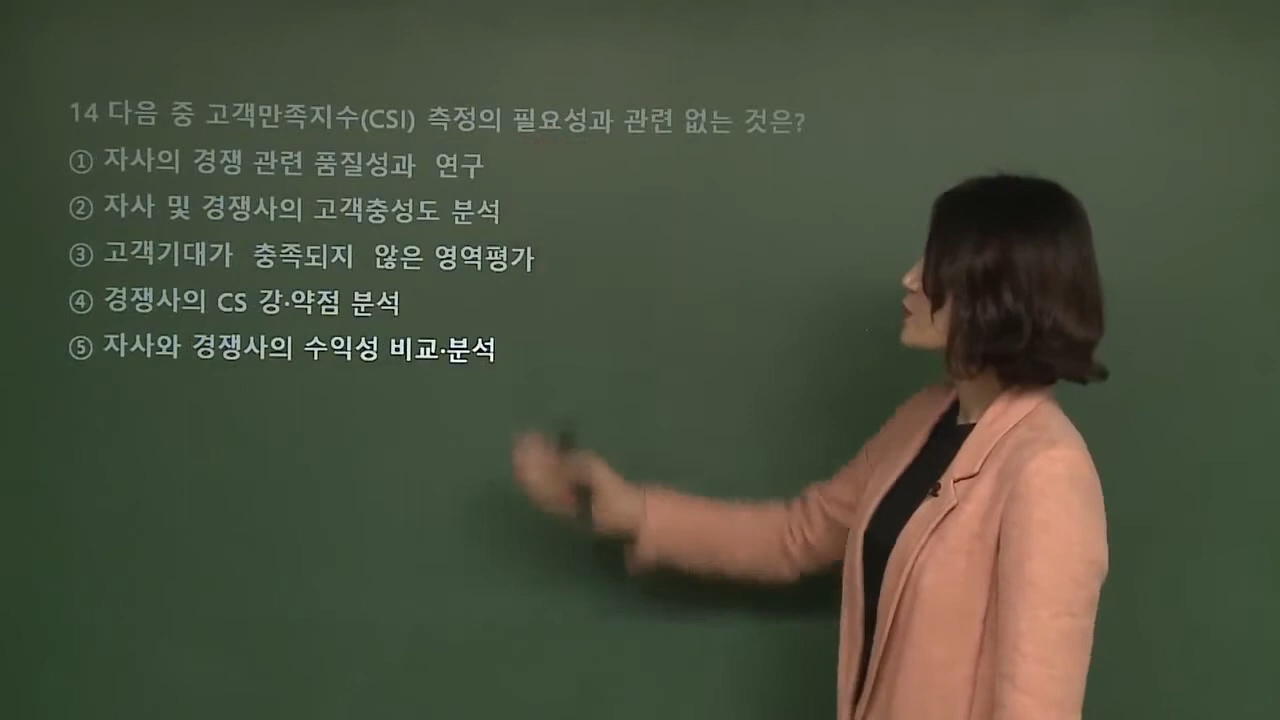 14 다음 중 고객만족지수(CSI) 측정의 필요성과 관련 없는 것은?
① 자사의 경쟁 관련 품질성과 연구
② 자사 및 경쟁사의 고객충성도 분석
③ 고객기대가 충족되지 않은 영역평가
④ 경쟁사의 CS 강·약점 분석
⑤ 자사와 경쟁사의 수익성 비교·분석